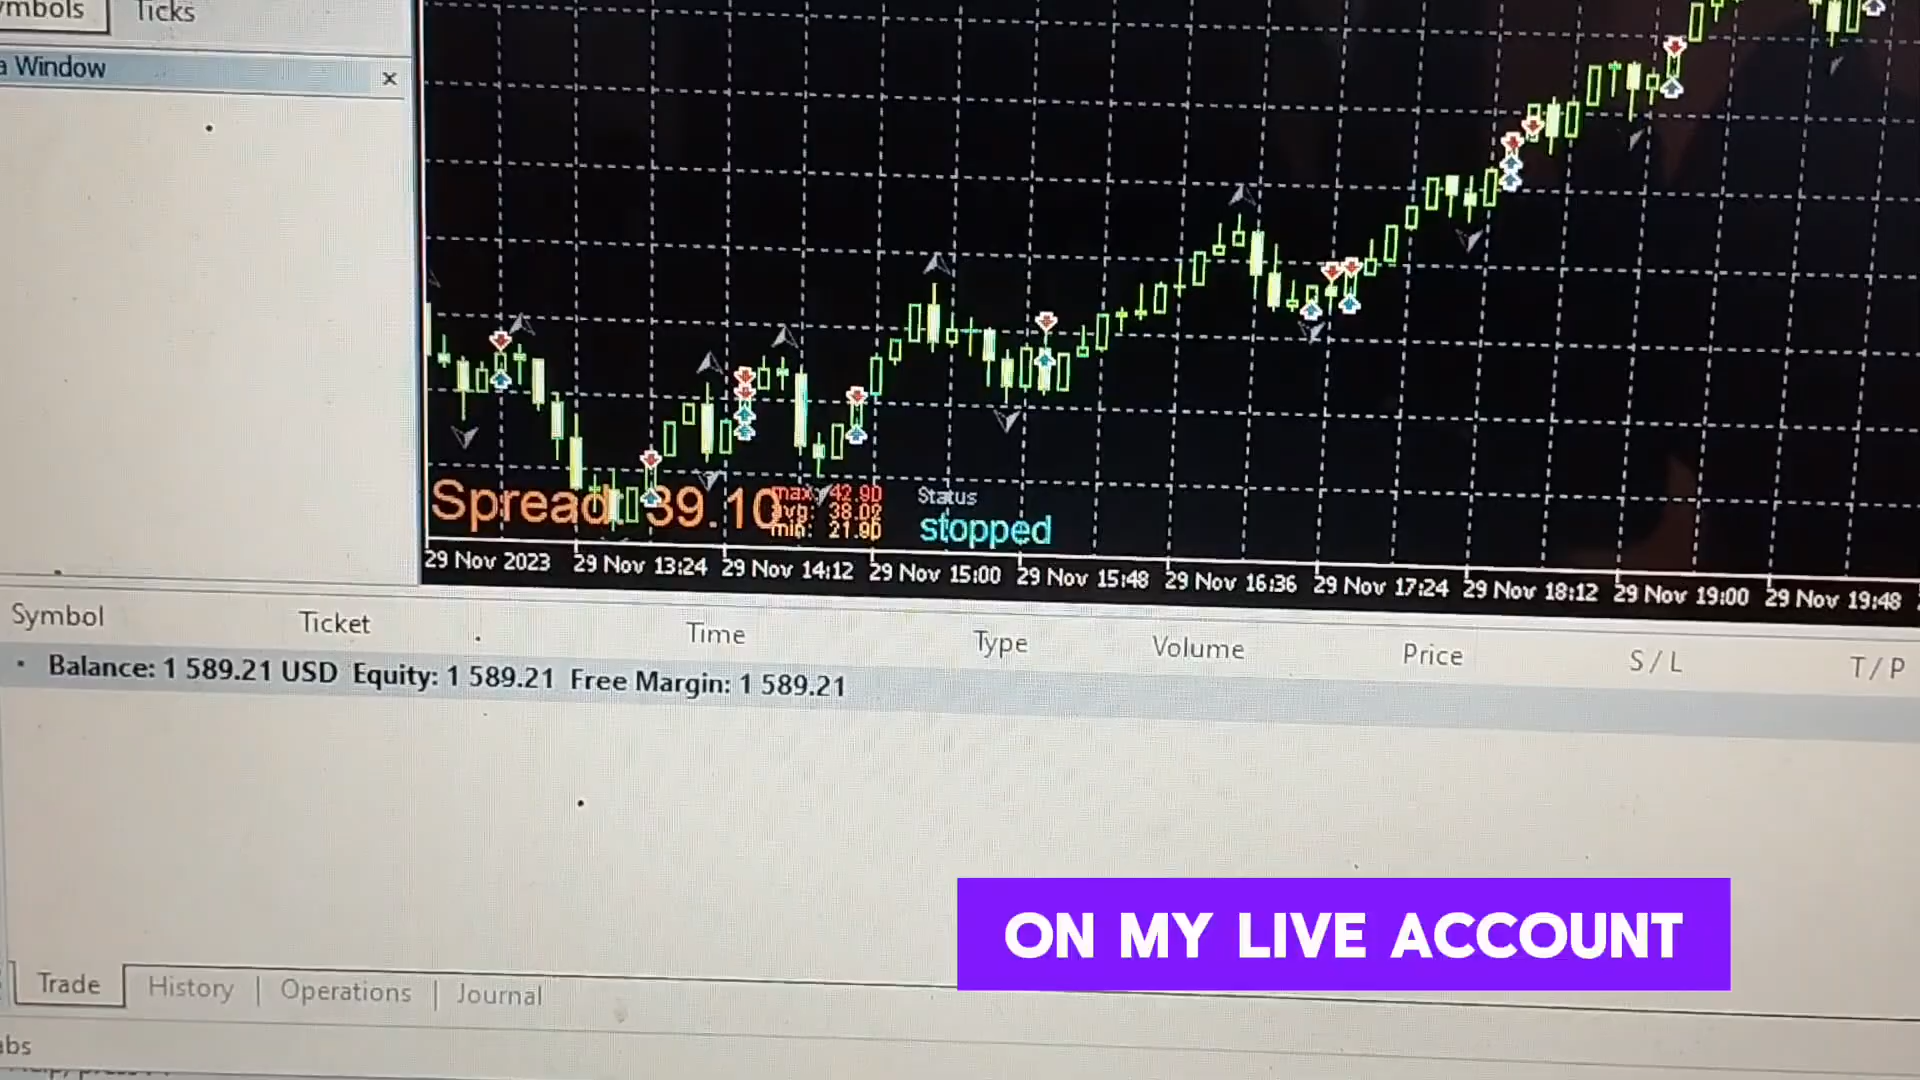 ymbols Ticks
a Window
Spread: 39.10
max: 42.90
avg: 38.02
min: 21.90
Status
stopped
29 Nov 2023 29 Nov 13:24 29 Nov 14:12 29 Nov 15:00 29 Nov 15:48 29 Nov 16:36 29 Nov 17:24 29 Nov 18:12 29 Nov 19:00 29 Nov 19:48
Symbol Ticket Time Type Volume Price S / L T / P
Balance: 1 589.21 USD Equity: 1 589.21 Free Margin: 1 589.21
ON MY LIVE ACCOUNT
Trade History Operations Journal
abs